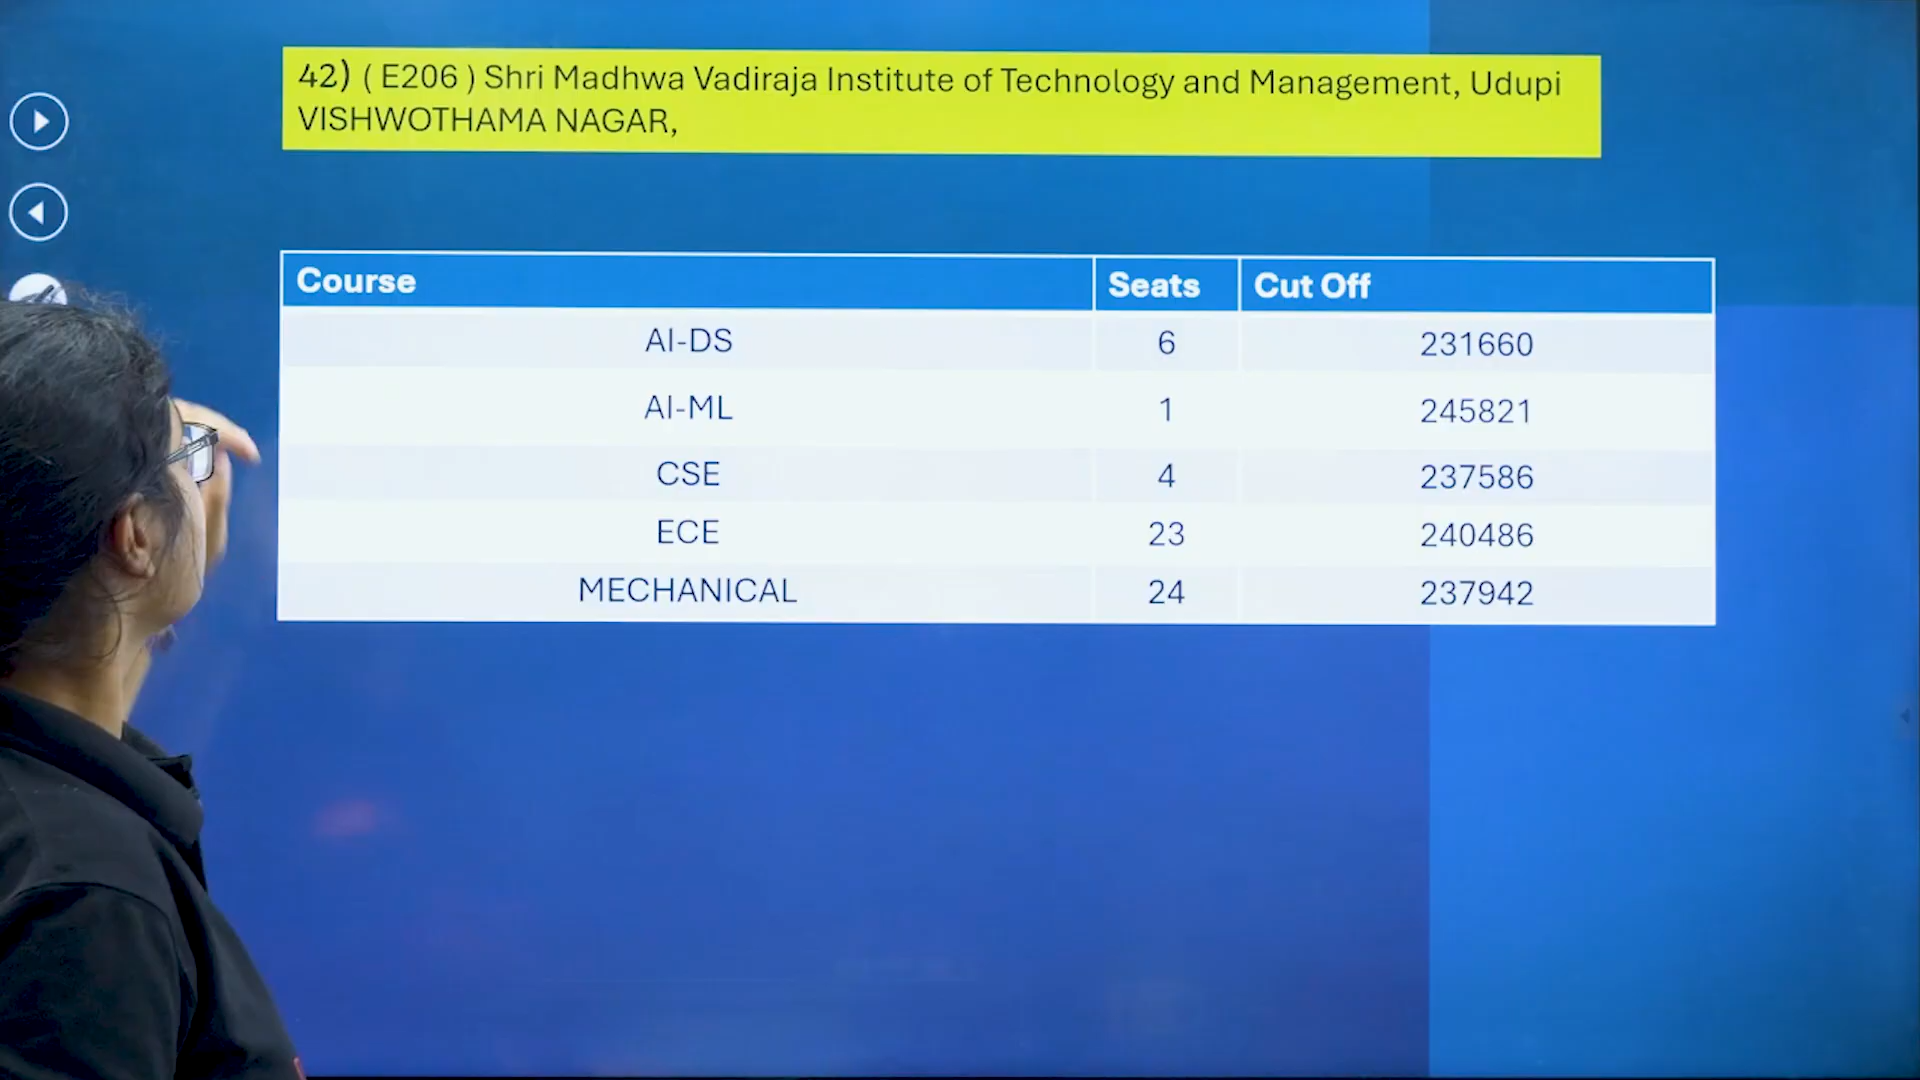 42) ( E206 ) Shri Madhwa Vadiraja Institute of Technology and Management, Udupi
VISHWOTHAMA NAGAR,
Course Seats Cut Off
AI-DS 6 231660
AI-ML 1 245821
CSE 4 237586
ECE 23 240486
MECHANICAL 24 237942